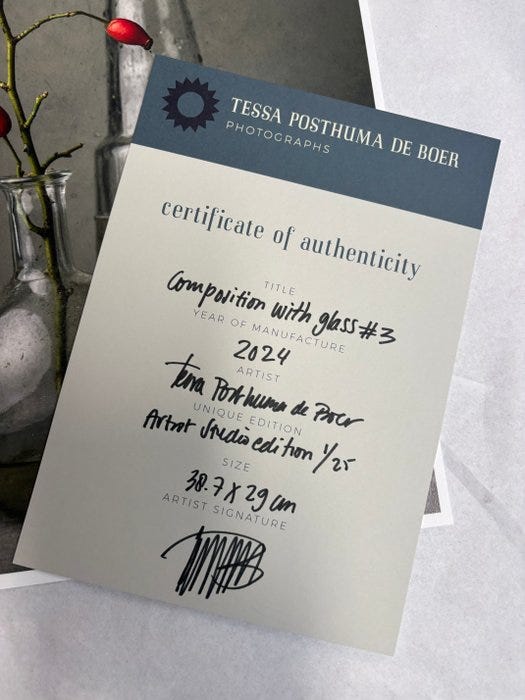 TESSA POSTHUMA DE BOER
PHOTOGRAPHS
certificate of authenticity
TITLE
Composition with glass #3
YEAR OF MANUFACTURE
2024
ARTIST
Tessa Posthuma de Boer
UNIQUE EDITION
Artist Studio edition 1/25
SIZE
38.7 X 29 cm
ARTIST SIGNATURE